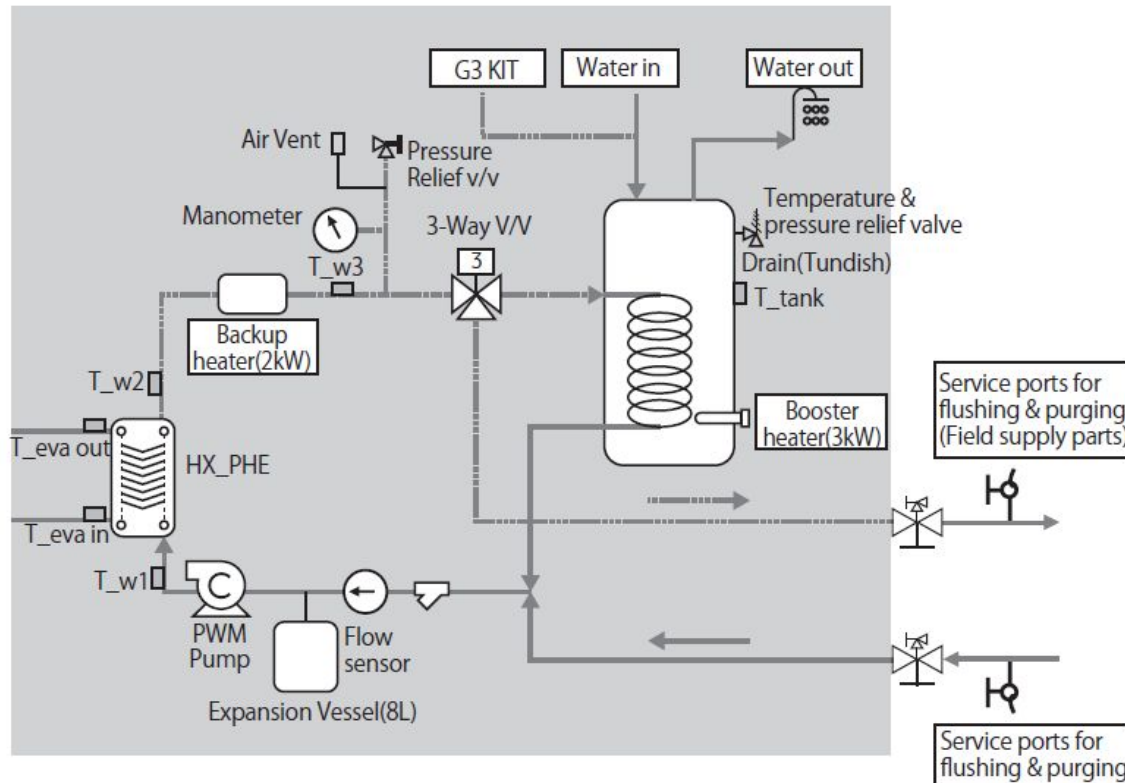 G3 KIT
Water in
Water out
Air Vent
Pressure
Relief v/v
Manometer
3-Way V/V
3
Temperature &
pressure relief valve
Drain(Tundish)
T_w3
T_tank
Backup
heater(2kW)
T_w2
Service ports for
flushing & purging
(Field supply parts)
Booster
heater(3kW)
T_eva out
HX_PHE
T_eva in
T_w1
C
PWM
Pump
Flow
sensor
Expansion Vessel(8L)
Service ports for
flushing & purging